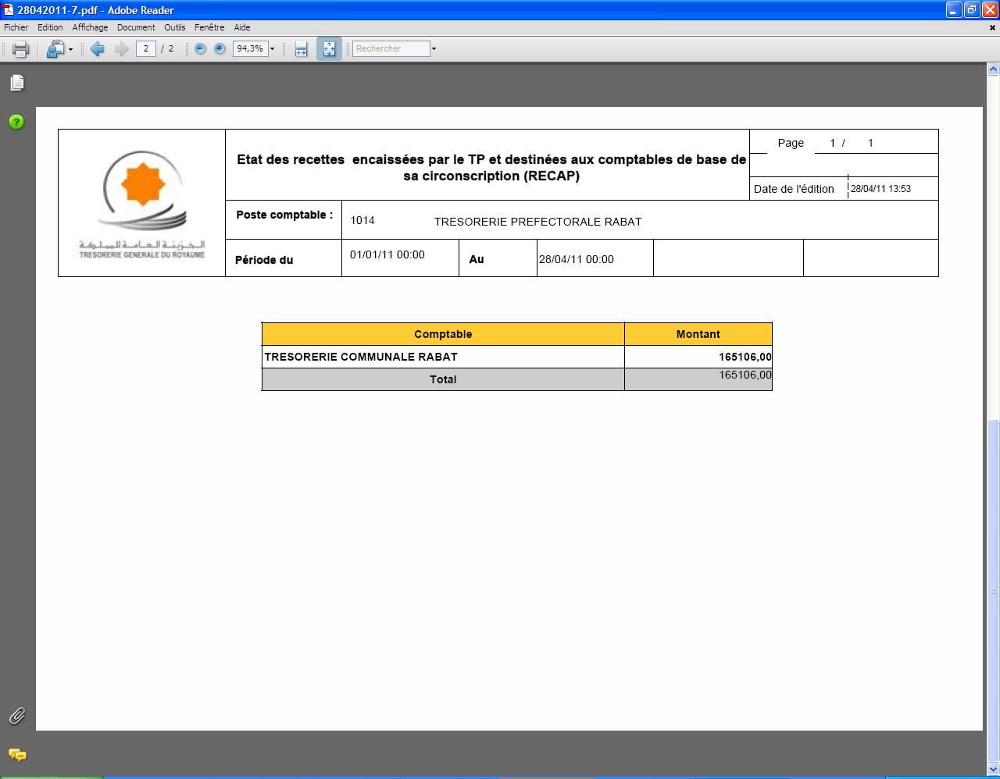 28042011-7.pdf - Adobe Reader
Fichier Edition Affichage Document Outils Fenêtre Aide
2 / 2 94,3% Rechercher
Page 1 / 1
Etat des recettes encaissées par le TP et destinées aux comptables de base de
sa circonscription (RECAP)
Date de l'édition 28/04/11 13:53
Poste comptable : 1014 TRESORERIE PREFECTORALE RABAT
الخزينة العامة للمملكة
TRESORERIE GENERALE DU ROYAUME
Période du 01/01/11 00:00 Au 28/04/11 00:00
Comptable Montant
TRESORERIE COMMUNALE RABAT 165106,00
Total 165106,00